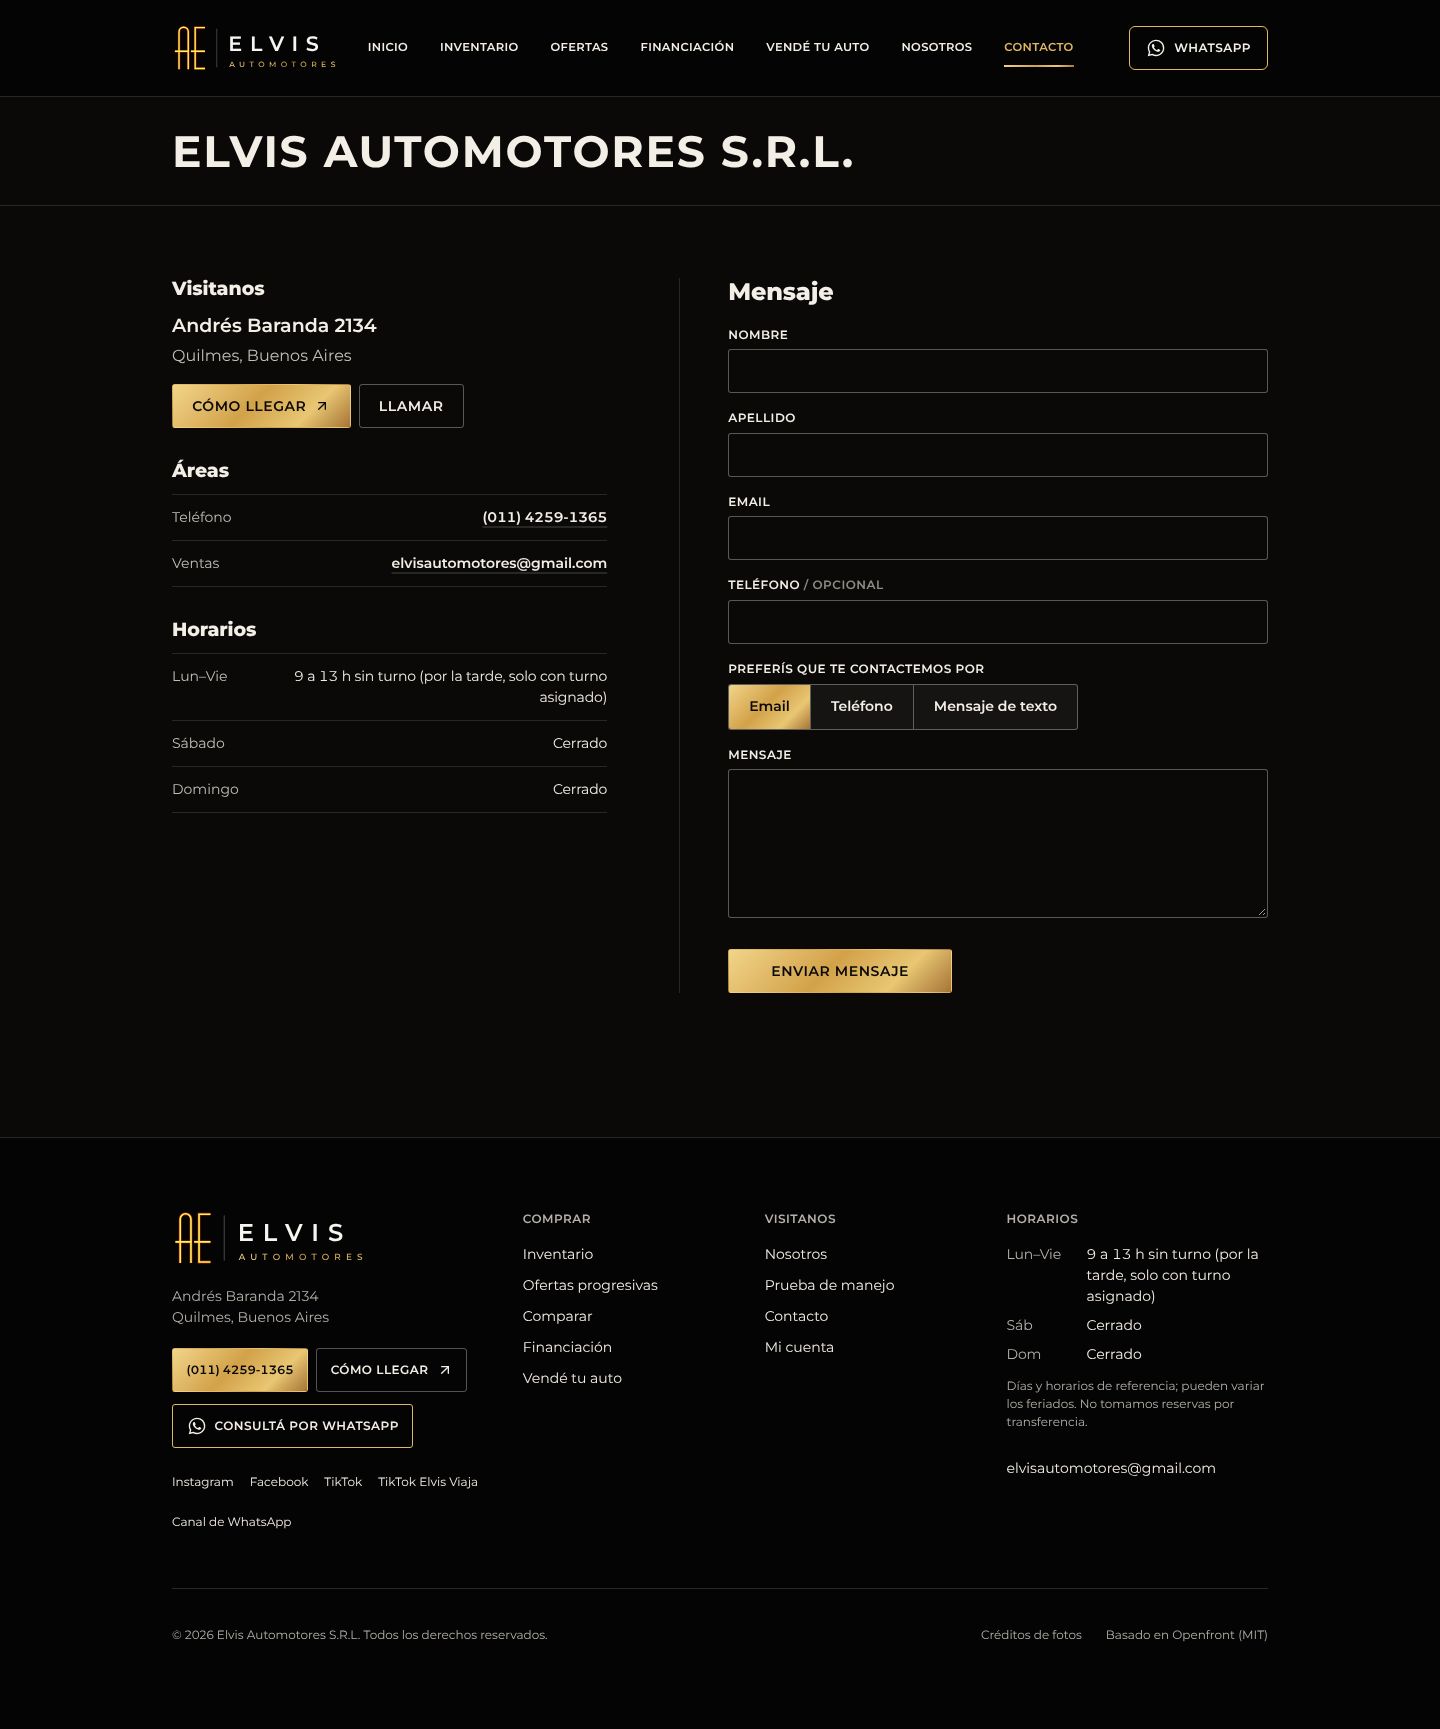 ELVIS
AUTOMOTORES
INICIO
INVENTARIO
OFERTAS
FINANCIACIÓN
VENDÉ TU AUTO
NOSOTROS
CONTACTO
WHATSAPP
ELVIS AUTOMOTORES S.R.L.
Visitanos
Andrés Baranda 2134
Quilmes, Buenos Aires
CÓMO LLEGAR
LLAMAR
Áreas
Teléfono (011) 4259-1365
Ventas elvisautomotores@gmail.com
Horarios
Lun–Vie 9 a 13 h sin turno (por la tarde, solo con turno
asignado)
Sábado Cerrado
Domingo Cerrado
Mensaje
NOMBRE
APELLIDO
EMAIL
TELÉFONO / OPCIONAL
PREFERÍS QUE TE CONTACTEMOS POR
Email
Teléfono
Mensaje de texto
MENSAJE
ENVIAR MENSAJE
ELVIS
AUTOMOTORES
Andrés Baranda 2134
Quilmes, Buenos Aires
(011) 4259-1365
CÓMO LLEGAR
CONSULTÁ POR WHATSAPP
Instagram Facebook TikTok TikTok Elvis Viaja
Canal de WhatsApp
COMPRAR
Inventario
Ofertas progresivas
Comparar
Financiación
Vendé tu auto
VISITANOS
Nosotros
Prueba de manejo
Contacto
Mi cuenta
HORARIOS
Lun–Vie 9 a 13 h sin turno (por la
tarde, solo con turno
asignado)
Sáb Cerrado
Dom Cerrado
Días y horarios de referencia; pueden variar
los feriados. No tomamos reservas por
transferencia.
elvisautomotores@gmail.com
© 2026 Elvis Automotores S.R.L. Todos los derechos reservados.
Créditos de fotos
Basado en Openfront (MIT)